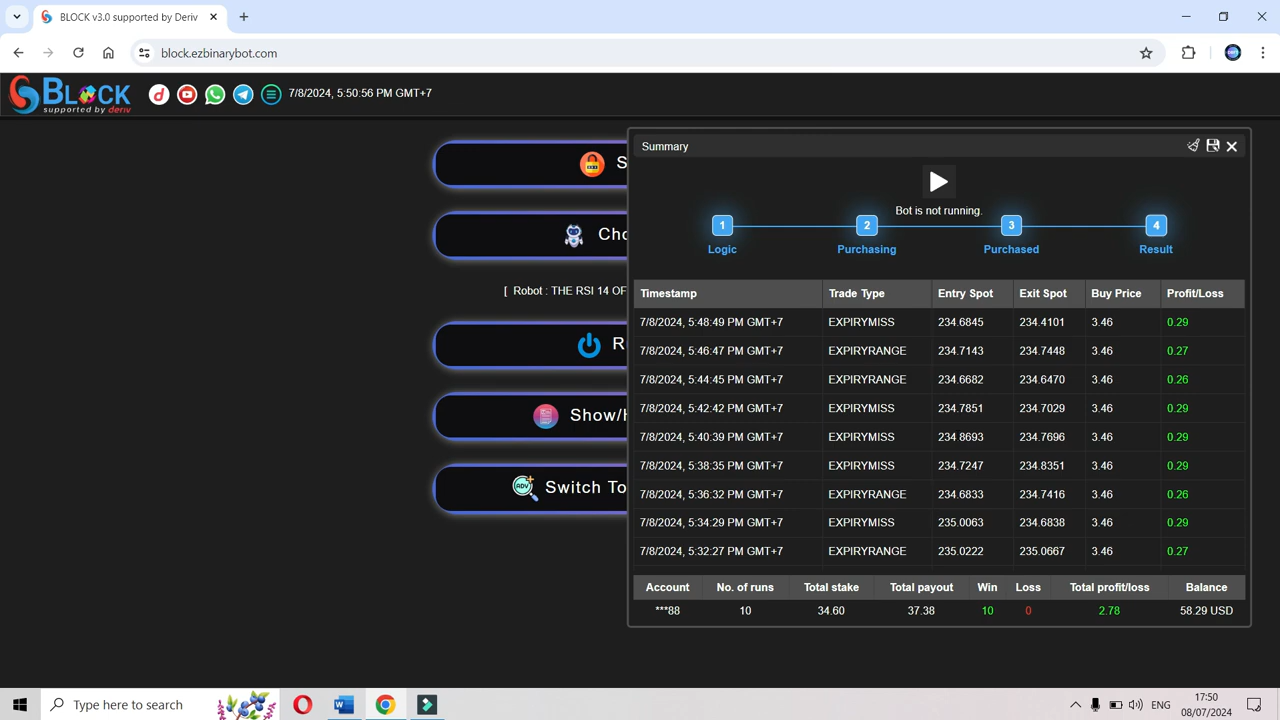 BLOCK v3.0 supported by Deriv
block.ezbinarybot.com
BLOCK
supported by deriv
7/8/2024, 5:50:56 PM GMT+7
S
Cho
[ Robot : THE RSI 14 OF
R
Show/H
ADV
Switch To
Summary
Bot is not running.
1 2 3 4
Logic Purchasing Purchased Result
Timestamp Trade Type Entry Spot Exit Spot Buy Price Profit/Loss
7/8/2024, 5:48:49 PM GMT+7 EXPIRYMISS 234.6845 234.4101 3.46 0.29
7/8/2024, 5:46:47 PM GMT+7 EXPIRYRANGE 234.7143 234.7448 3.46 0.27
7/8/2024, 5:44:45 PM GMT+7 EXPIRYRANGE 234.6682 234.6470 3.46 0.26
7/8/2024, 5:42:42 PM GMT+7 EXPIRYMISS 234.7851 234.7029 3.46 0.29
7/8/2024, 5:40:39 PM GMT+7 EXPIRYMISS 234.8693 234.7696 3.46 0.29
7/8/2024, 5:38:35 PM GMT+7 EXPIRYMISS 234.7247 234.8351 3.46 0.29
7/8/2024, 5:36:32 PM GMT+7 EXPIRYRANGE 234.6833 234.7416 3.46 0.26
7/8/2024, 5:34:29 PM GMT+7 EXPIRYMISS 235.0063 234.6838 3.46 0.29
7/8/2024, 5:32:27 PM GMT+7 EXPIRYRANGE 235.0222 235.0667 3.46 0.27
Account No. of runs Total stake Total payout Win Loss Total profit/loss Balance
***88 10 34.60 37.38 10 0 2.78 58.29 USD
Type here to search
ENG
17:50
08/07/2024